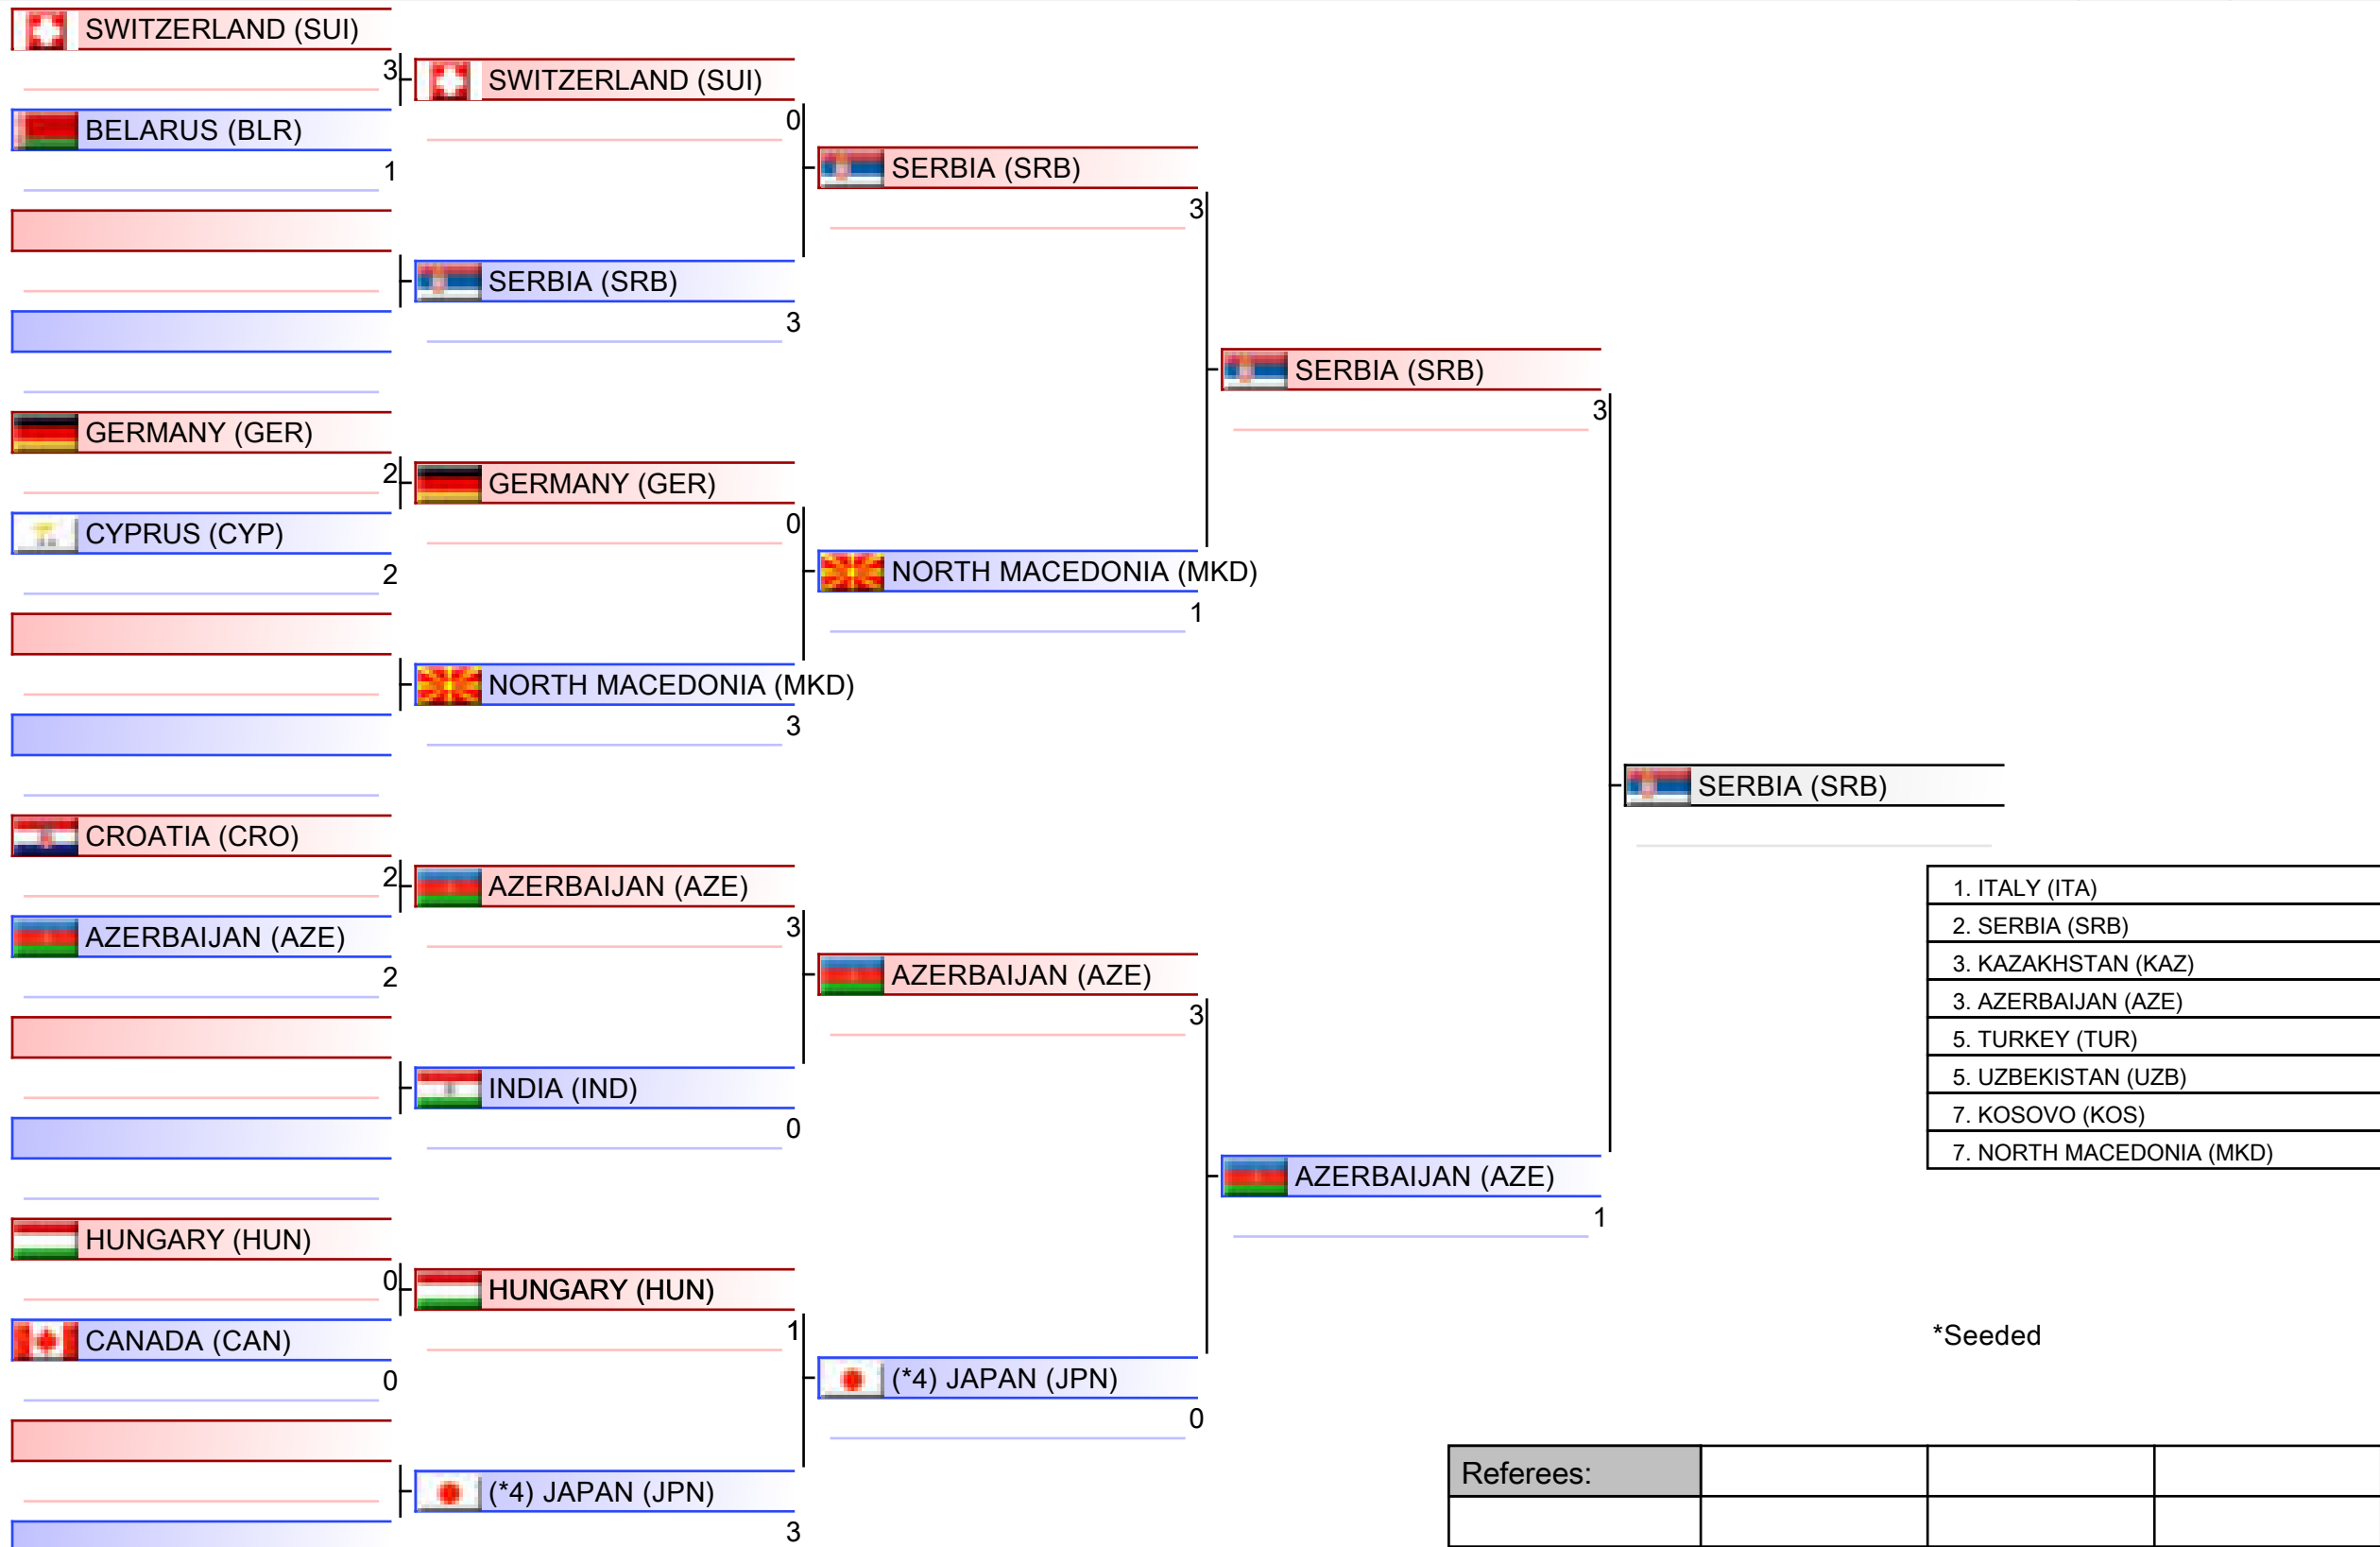 SWITZERLAND (SUI)
3
BELARUS (BLR)
1
GERMANY (GER)
2
CYPRUS (CYP)
2
CROATIA (CRO)
2
AZERBAIJAN (AZE)
2
HUNGARY (HUN)
0
CANADA (CAN)
0
SWITZERLAND (SUI)
0
SERBIA (SRB)
3
GERMANY (GER)
0
NORTH MACEDONIA (MKD)
3
AZERBAIJAN (AZE)
3
INDIA (IND)
0
HUNGARY (HUN)
1
(*4) JAPAN (JPN)
3
SERBIA (SRB)
3
NORTH MACEDONIA (MKD)
1
AZERBAIJAN (AZE)
3
(*4) JAPAN (JPN)
0
SERBIA (SRB)
3
AZERBAIJAN (AZE)
1
SERBIA (SRB)
1. ITALY (ITA)
2. SERBIA (SRB)
3. KAZAKHSTAN (KAZ)
3. AZERBAIJAN (AZE)
5. TURKEY (TUR)
5. UZBEKISTAN (UZB)
7. KOSOVO (KOS)
7. NORTH MACEDONIA (MKD)
*Seeded
Referees: